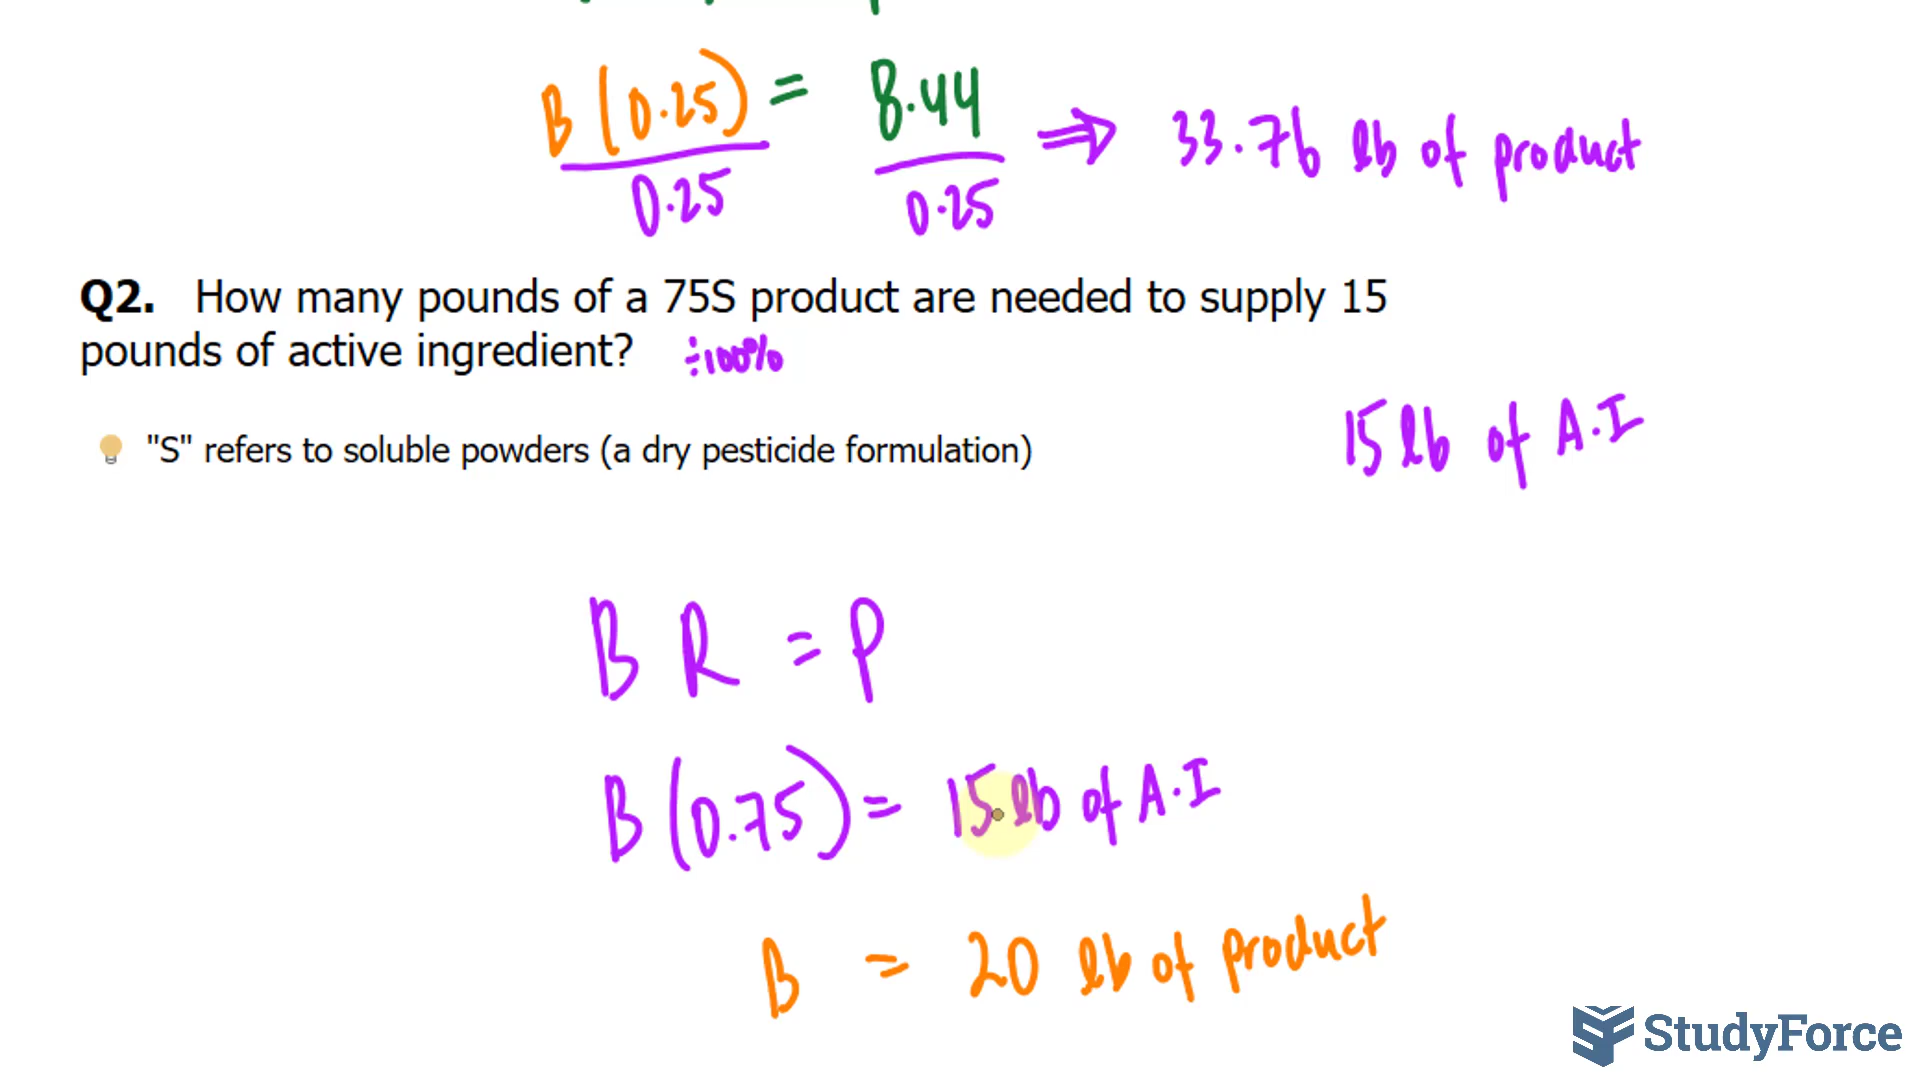 B(0.25) = 8.44 ⇒ 33.76 lb of product
0.25 0.25
Q2. How many pounds of a 75S product are needed to supply 15
pounds of active ingredient? ÷100%
15 lb of A.I
"S" refers to soluble powders (a dry pesticide formulation)
B R = P
B(0.75) = 15 lb of A.I
B = 20 lb of product
StudyForce